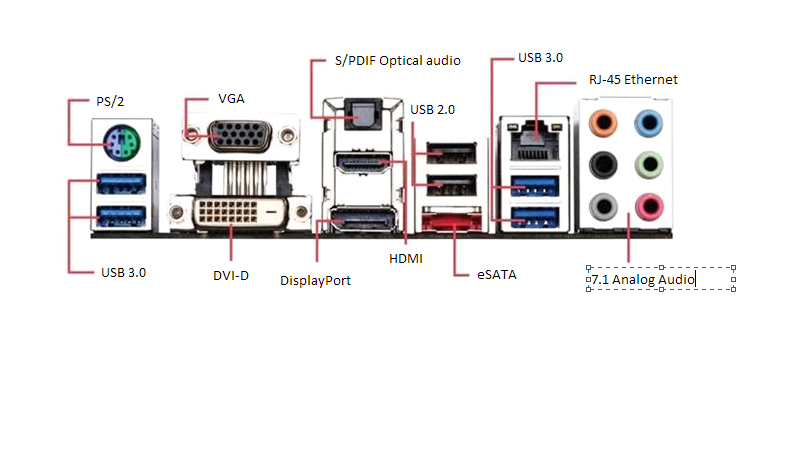 S/PDIF Optical audio
USB 3.0
RJ-45 Ethernet
PS/2
VGA
USB 2.0
USB 3.0
DVI-D
DisplayPort
HDMI
eSATA
7.1 Analog Audio